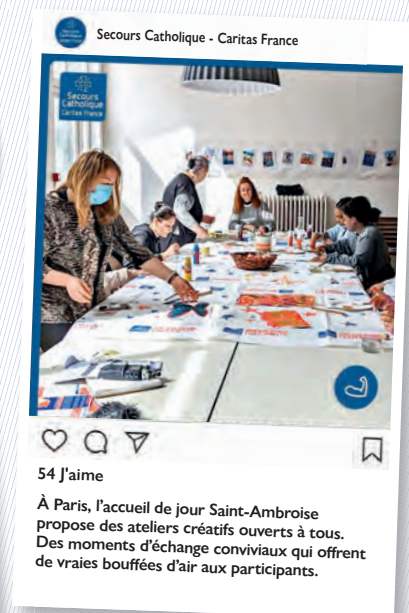 Secours Catholique - Caritas France
Secours
Catholique
Caritas France
54 J'aime
À Paris, l'accueil de jour Saint-Ambroise
propose des ateliers créatifs ouverts à tous.
Des moments d'échange conviviaux qui offrent
de vraies bouffées d'air aux participants.